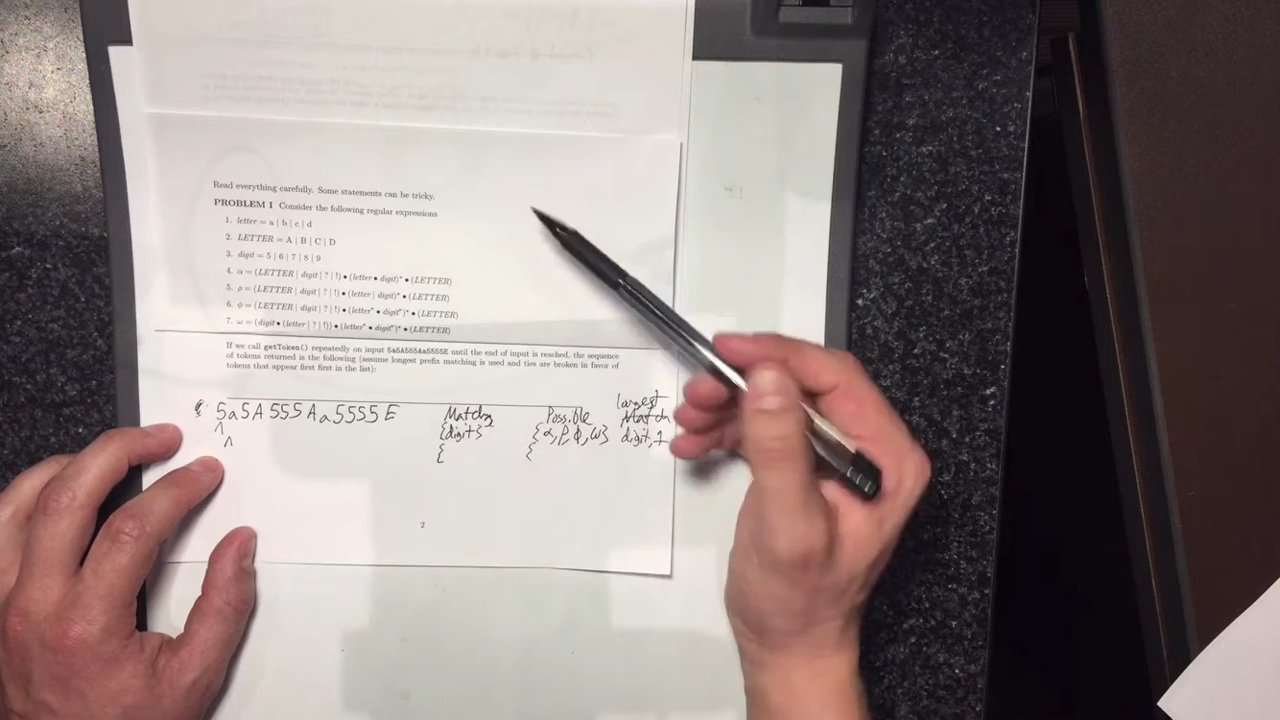 Read everything carefully. Some statements can be tricky.
PROBLEM 1 Consider the following regular expressions
1. letter = a | b | c | d
2. LETTER = A | B | C | D
3. digit = 5 | 6 | 7 | 8 | 9
4. α = (LETTER | digit | ? | !) • (letter • digit)* • (LETTER)
5. ρ = (LETTER | digit | ? | !) • (letter | digit)* • (LETTER)
6. ϕ = (LETTER | digit | ? | !) • (letter* • digit*)* • (LETTER)
7. ω = (digit • (letter | ? | !)) • (letter* • digit*)* • (LETTER)
If we call getToken() repeatedly on input 5a5A555Aa5555E until the end of input is reached, the sequence
of tokens returned is the following (assume longest prefix matching is used and ties are broken in favor of
tokens that appear first first in the list):
5a5A555Aa5555E Matching Possible largest Match
{digit} {α, ρ, ϕ, ω} digit, 1
{ {
2